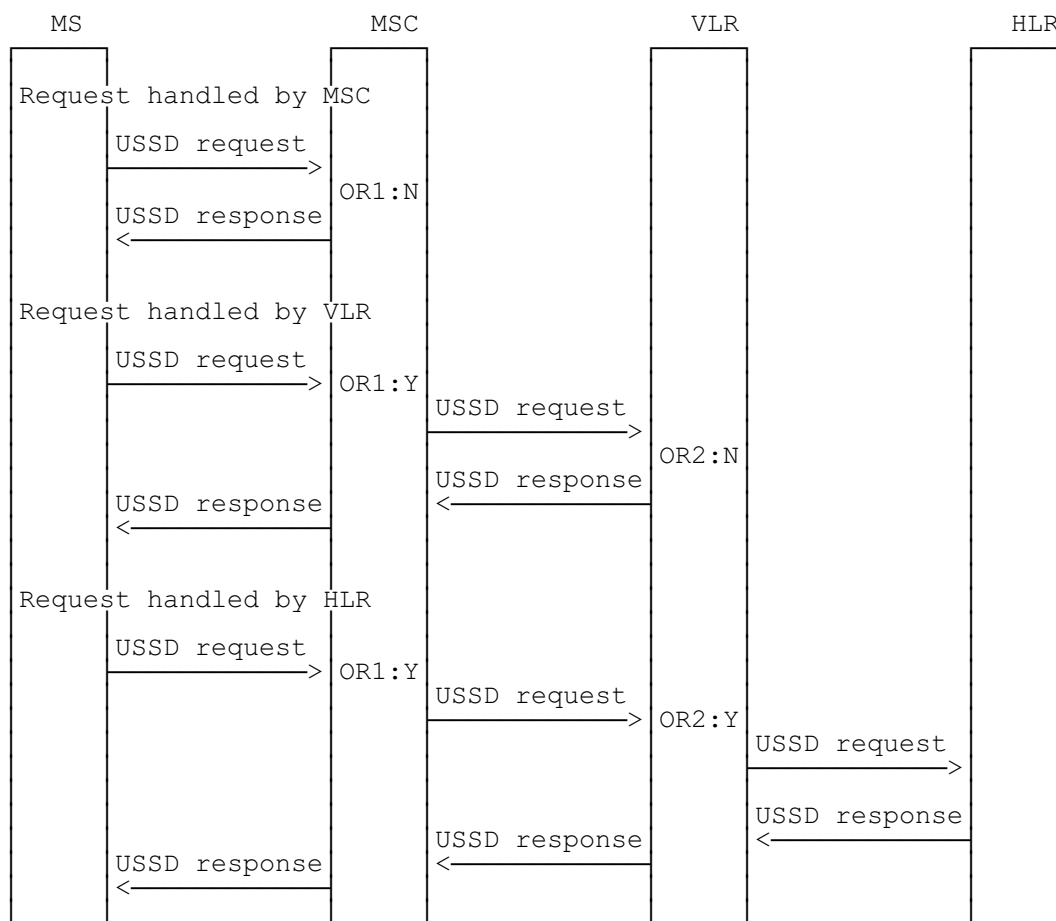 MS MSC VLR HLR
Request handled by MSC
USSD request
OR1:N
USSD response
Request handled by VLR
USSD request
OR1:Y
USSD request
OR2:N
USSD response
USSD response
Request handled by HLR
USSD request
OR1:Y
USSD request
OR2:Y
USSD request
USSD response
USSD response
USSD response